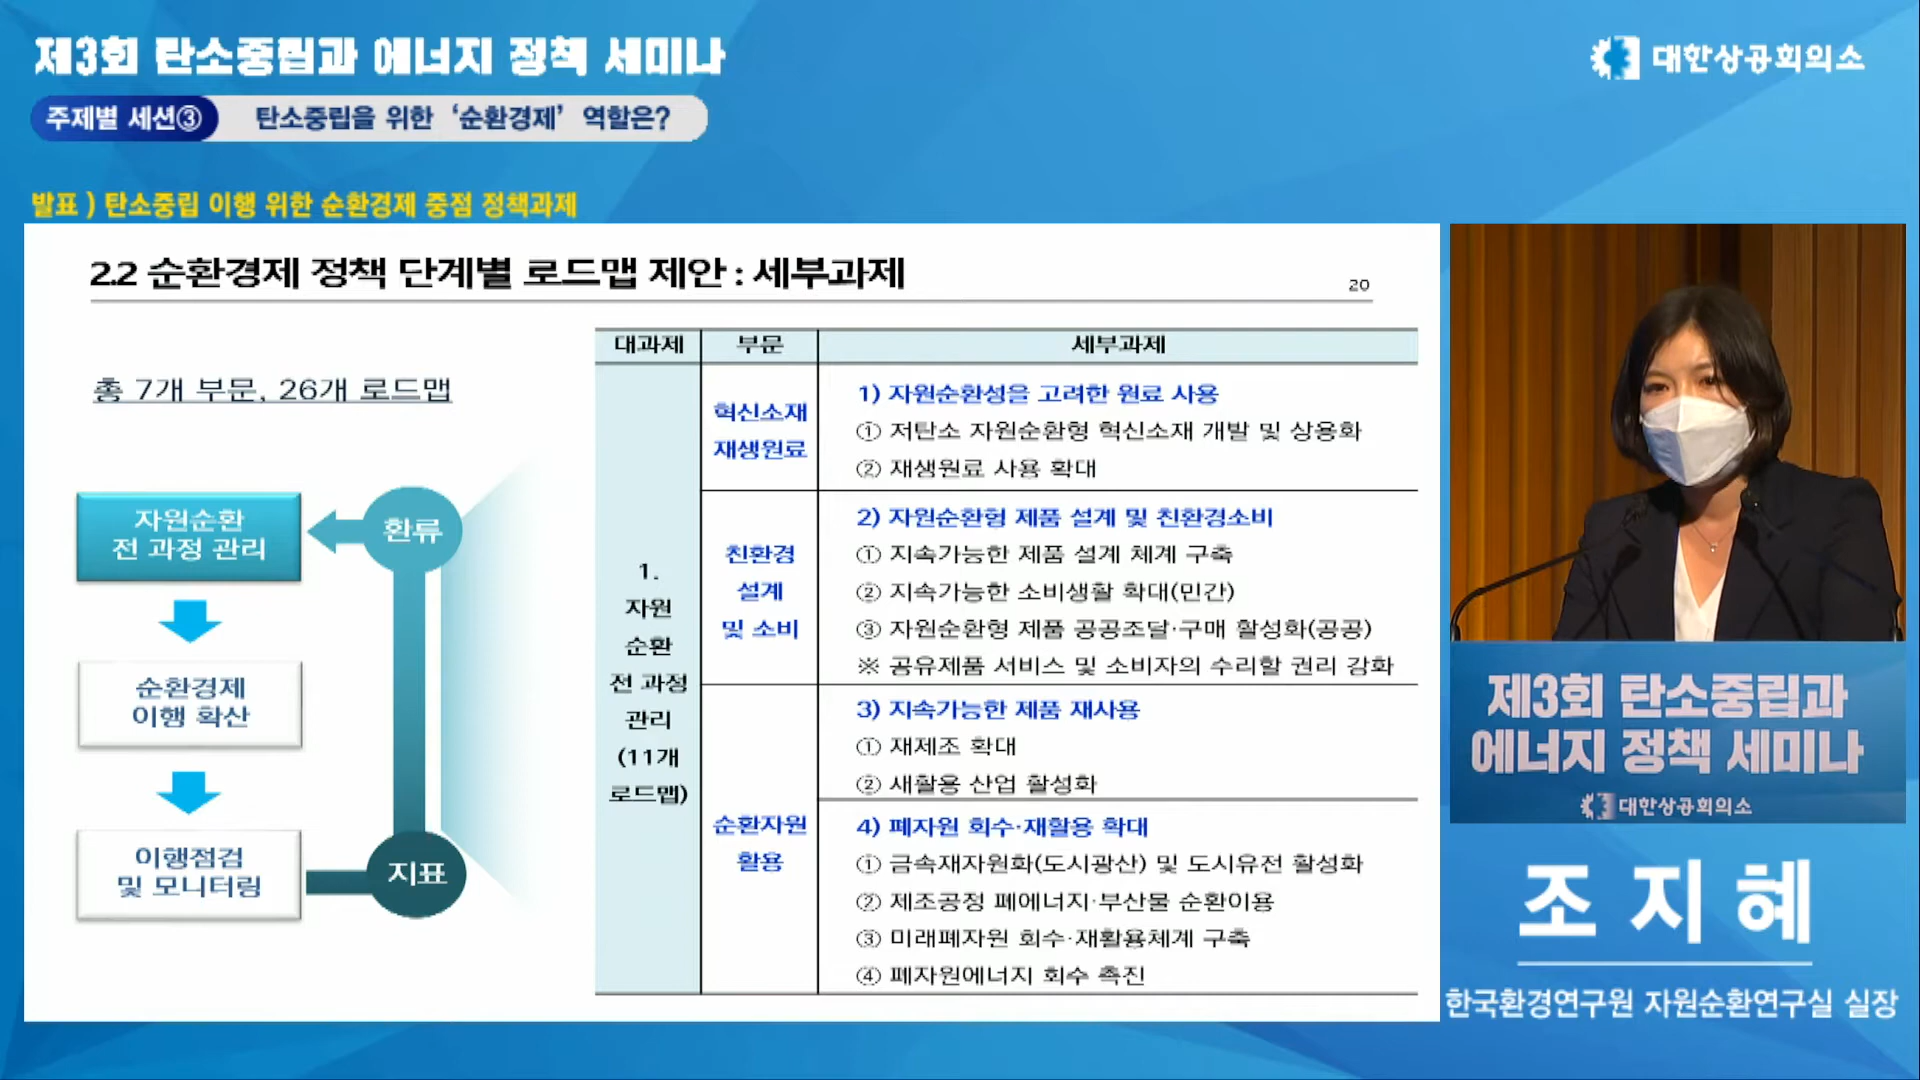 제3회 탄소중립과 에너지 정책 세미나
대한상공회의소
주제별 세션③
탄소중립을 위한 ‘순환경제’ 역할은?
발표 ) 탄소중립 이행 위한 순환경제 중점 정책과제
2.2 순환경제 정책 단계별 로드맵 제안 : 세부과제
20
총 7개 부문, 26개 로드맵
자원순환
전 과정 관리
환류
순환경제
이행 확산
이행점검
및 모니터링
지표
대과제
부문
세부과제
1.
자원
순환
전 과정
관리
(11개
로드맵)
혁신소재
재생원료
1) 자원순환성을 고려한 원료 사용
① 저탄소 자원순환형 혁신소재 개발 및 상용화
② 재생원료 사용 확대
친환경
설계
및 소비
2) 자원순환형 제품 설계 및 친환경소비
① 지속가능한 제품 설계 체계 구축
② 지속가능한 소비생활 확대(민간)
③ 자원순환형 제품 공공조달·구매 활성화(공공)
※ 공유제품 서비스 및 소비자의 수리할 권리 강화
순환자원
활용
3) 지속가능한 제품 재사용
① 재제조 확대
② 새활용 산업 활성화
4) 폐자원 회수·재활용 확대
① 금속재자원화(도시광산) 및 도시유전 활성화
② 제조공정 폐에너지·부산물 순환이용
③ 미래폐자원 회수·재활용체계 구축
④ 폐자원에너지 회수 촉진
제3회 탄소중립과
에너지 정책 세미나
대한상공회의소
조지혜
한국환경연구원 자원순환연구실 실장